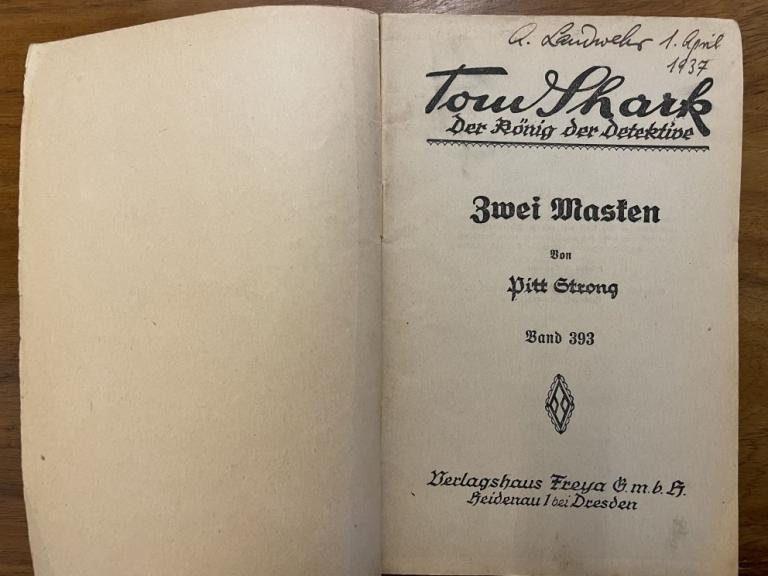 A. Landwehr 1. April
1937
Tom Shark
Der König der Detektive
Zwei Masken
Von
Pitt Strong
Band 393
Verlagshaus Freya G.m.b.H.
Heidenau 1 bei Dresden